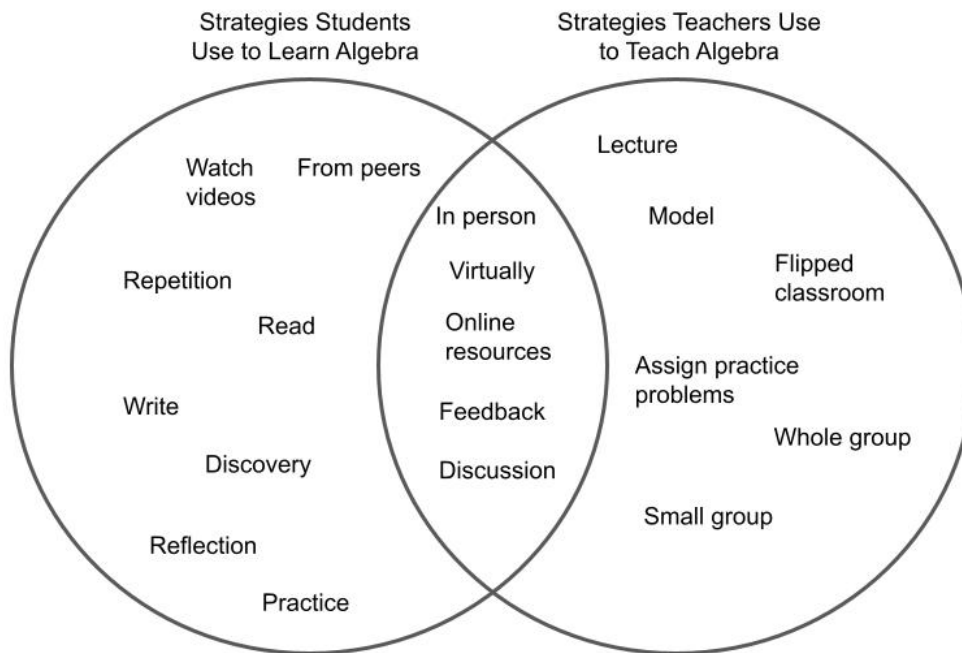 Strategies Students
Use to Learn Algebra
Strategies Teachers Use
to Teach Algebra
Watch
videos
From peers
Repetition
Read
Write
Discovery
Reflection
Practice
In person
Virtually
Online
resources
Feedback
Discussion
Lecture
Model
Flipped
classroom
Assign practice
problems
Whole group
Small group